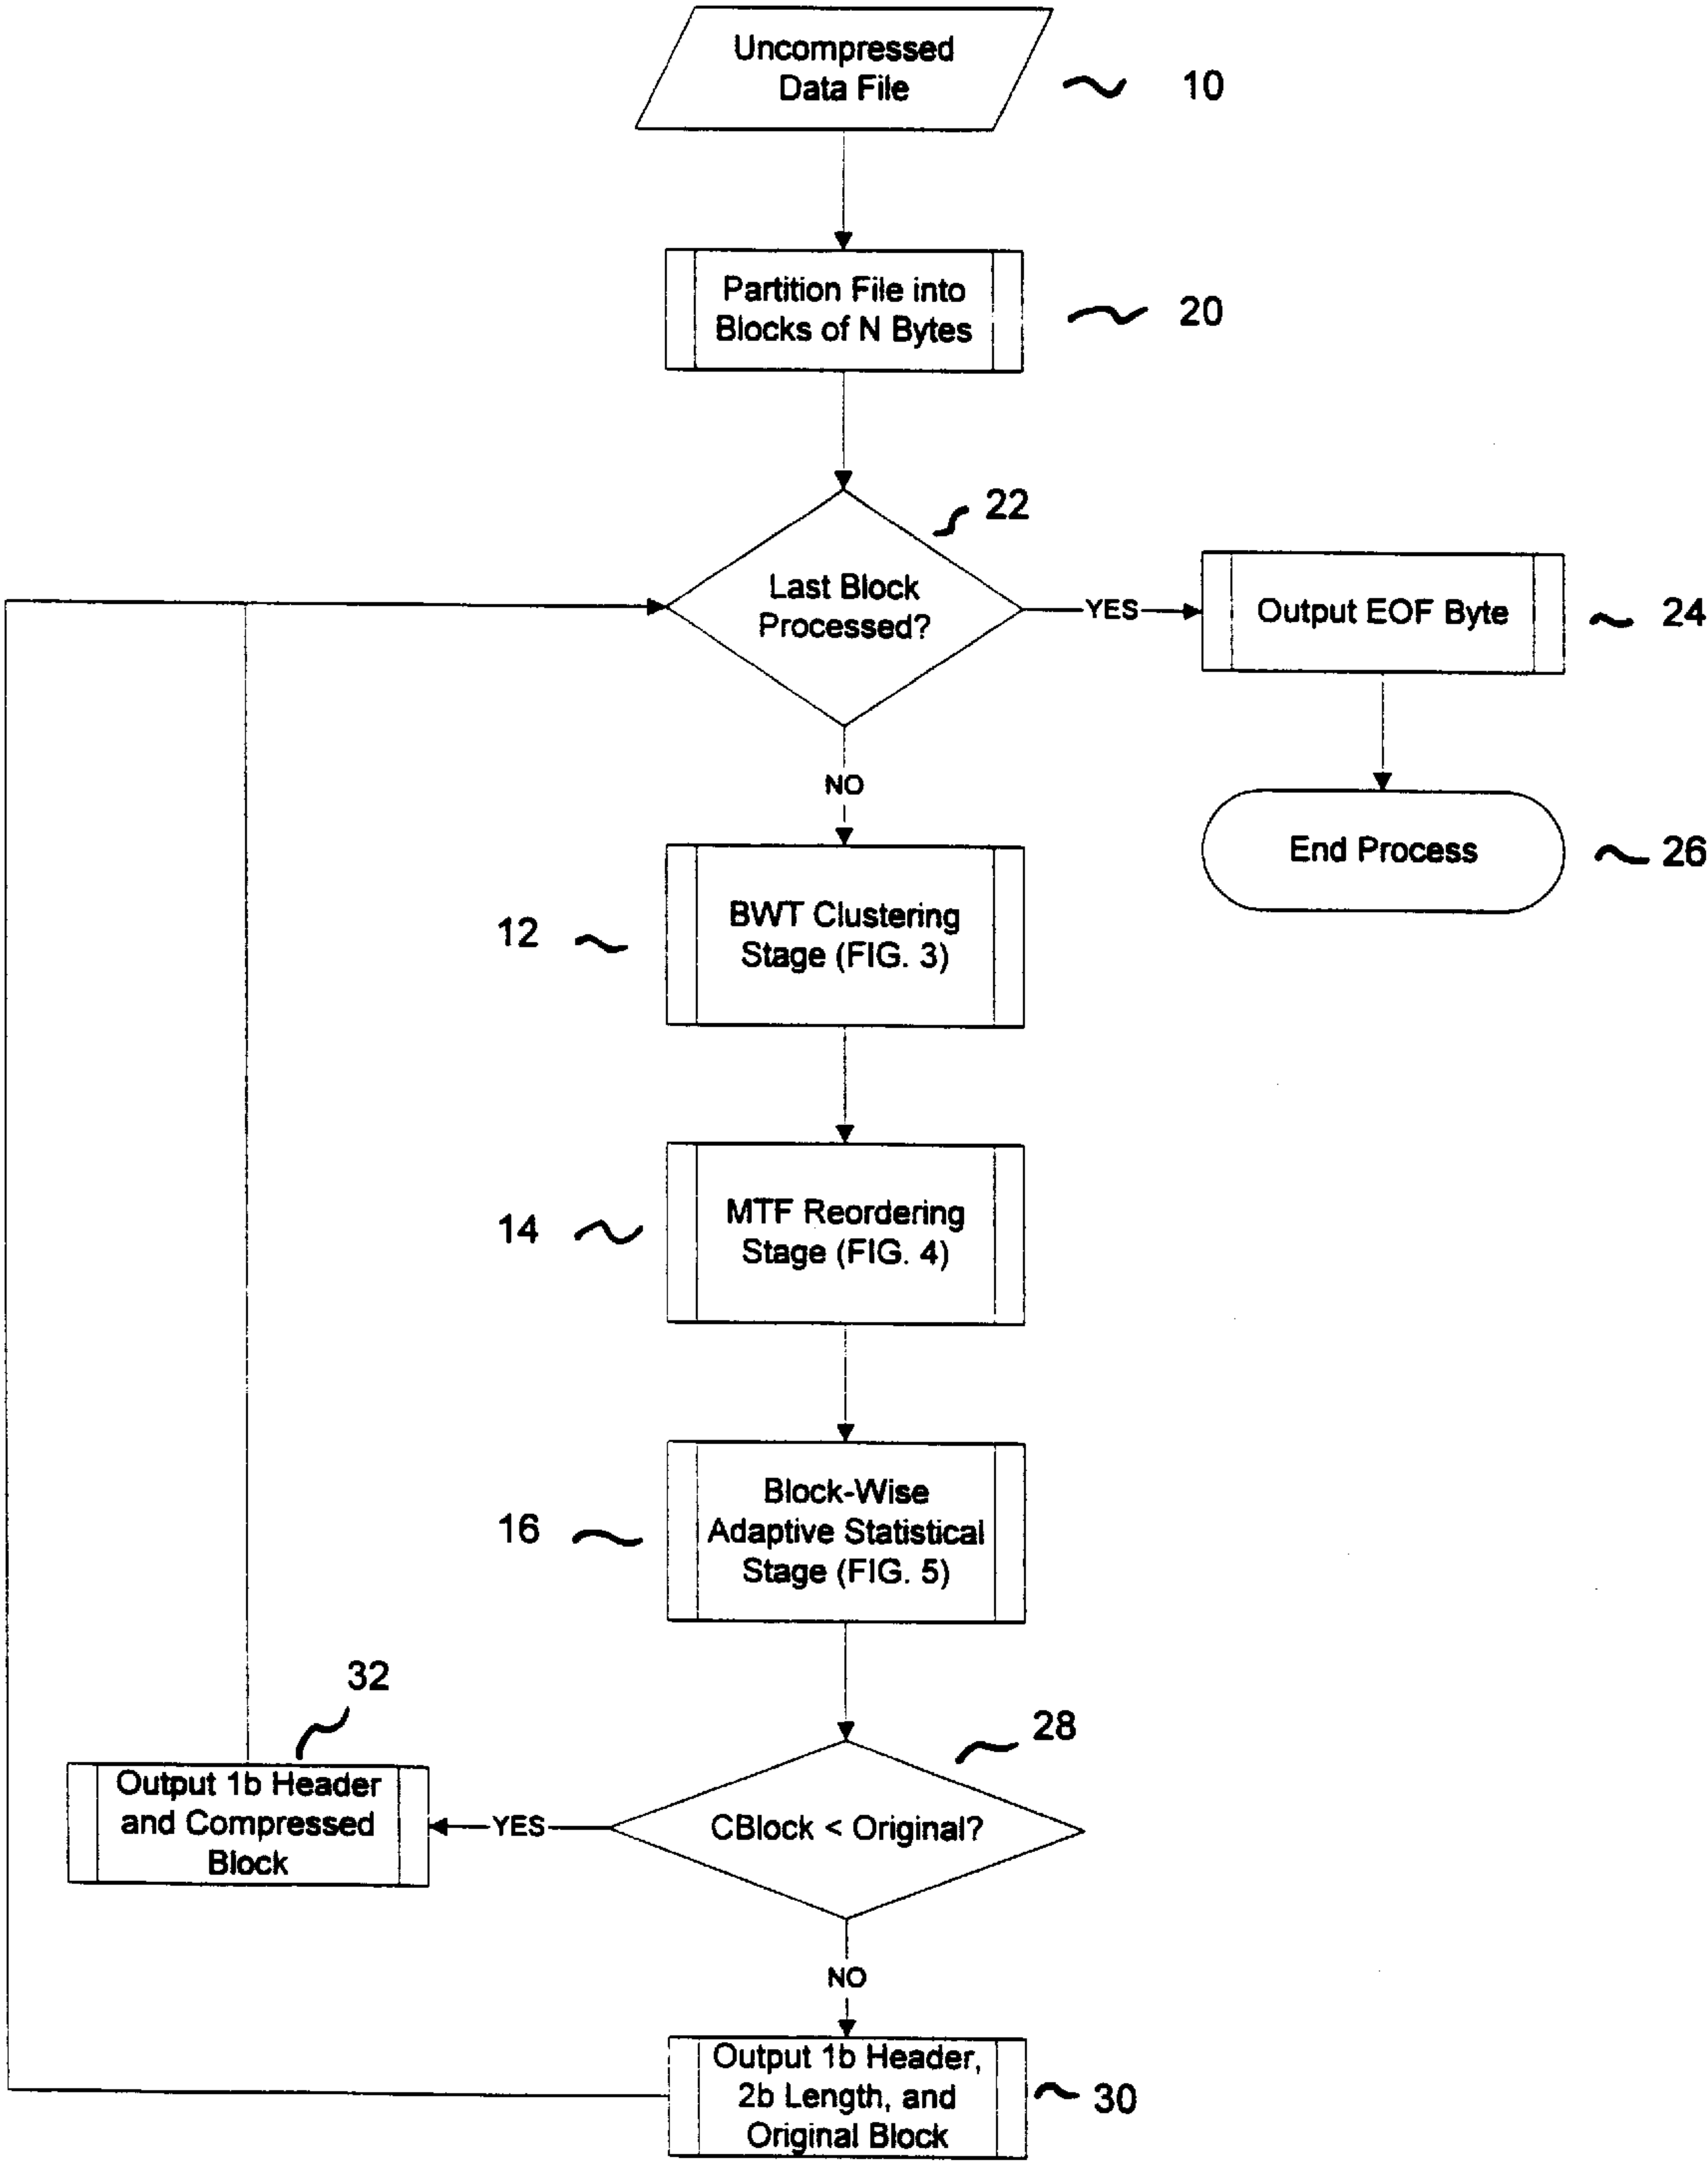 Uncompressed
Data File
10
Partition File into
Blocks of N Bytes
20
22
Last Block
Processed?
YES
Output EOF Byte
24
NO
End Process
26
12
BWT Clustering
Stage (FIG. 3)
14
MTF Reordering
Stage (FIG. 4)
16
Block-Wise
Adaptive Statistical
Stage (FIG. 5)
32
28
Output 1b Header
and Compressed
Block
YES
CBlock < Original?
NO
Output 1b Header,
2b Length, and
Original Block
30